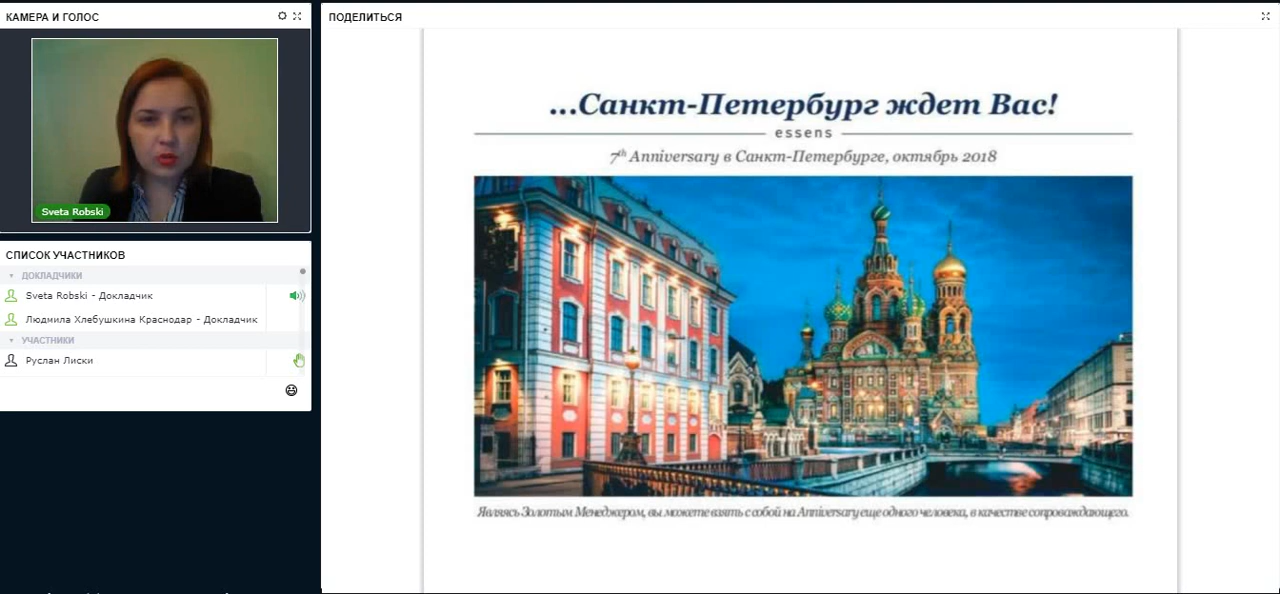 КАМЕРА И ГОЛОС
Sveta Robski
СПИСОК УЧАСТНИКОВ
ДОКЛАДЧИКИ
Sveta Robski - Докладчик
Людмила Хлебушкина Краснодар - Докладчик
УЧАСТНИКИ
Руслан Лиски
ПОДЕЛИТЬСЯ
...Санкт-Петербург ждет Вас!
essens
7th Anniversary в Санкт-Петербурге, октябрь 2018
Являясь Золотым Менеджером, вы можете взять с собой на Anniversary еще одного человека, в качестве сопровождающего.